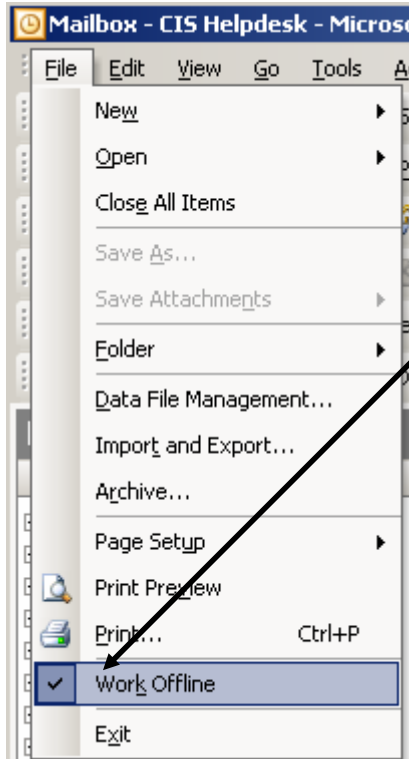 Mailbox - CIS Helpdesk - Micros
File Edit View Go Tools A
New
Open
Close All Items
Save As...
Save Attachments
Folder
Data File Management...
Import and Export...
Archive...
Page Setup
Print Preview
Print... Ctrl+P
Work Offline
Exit